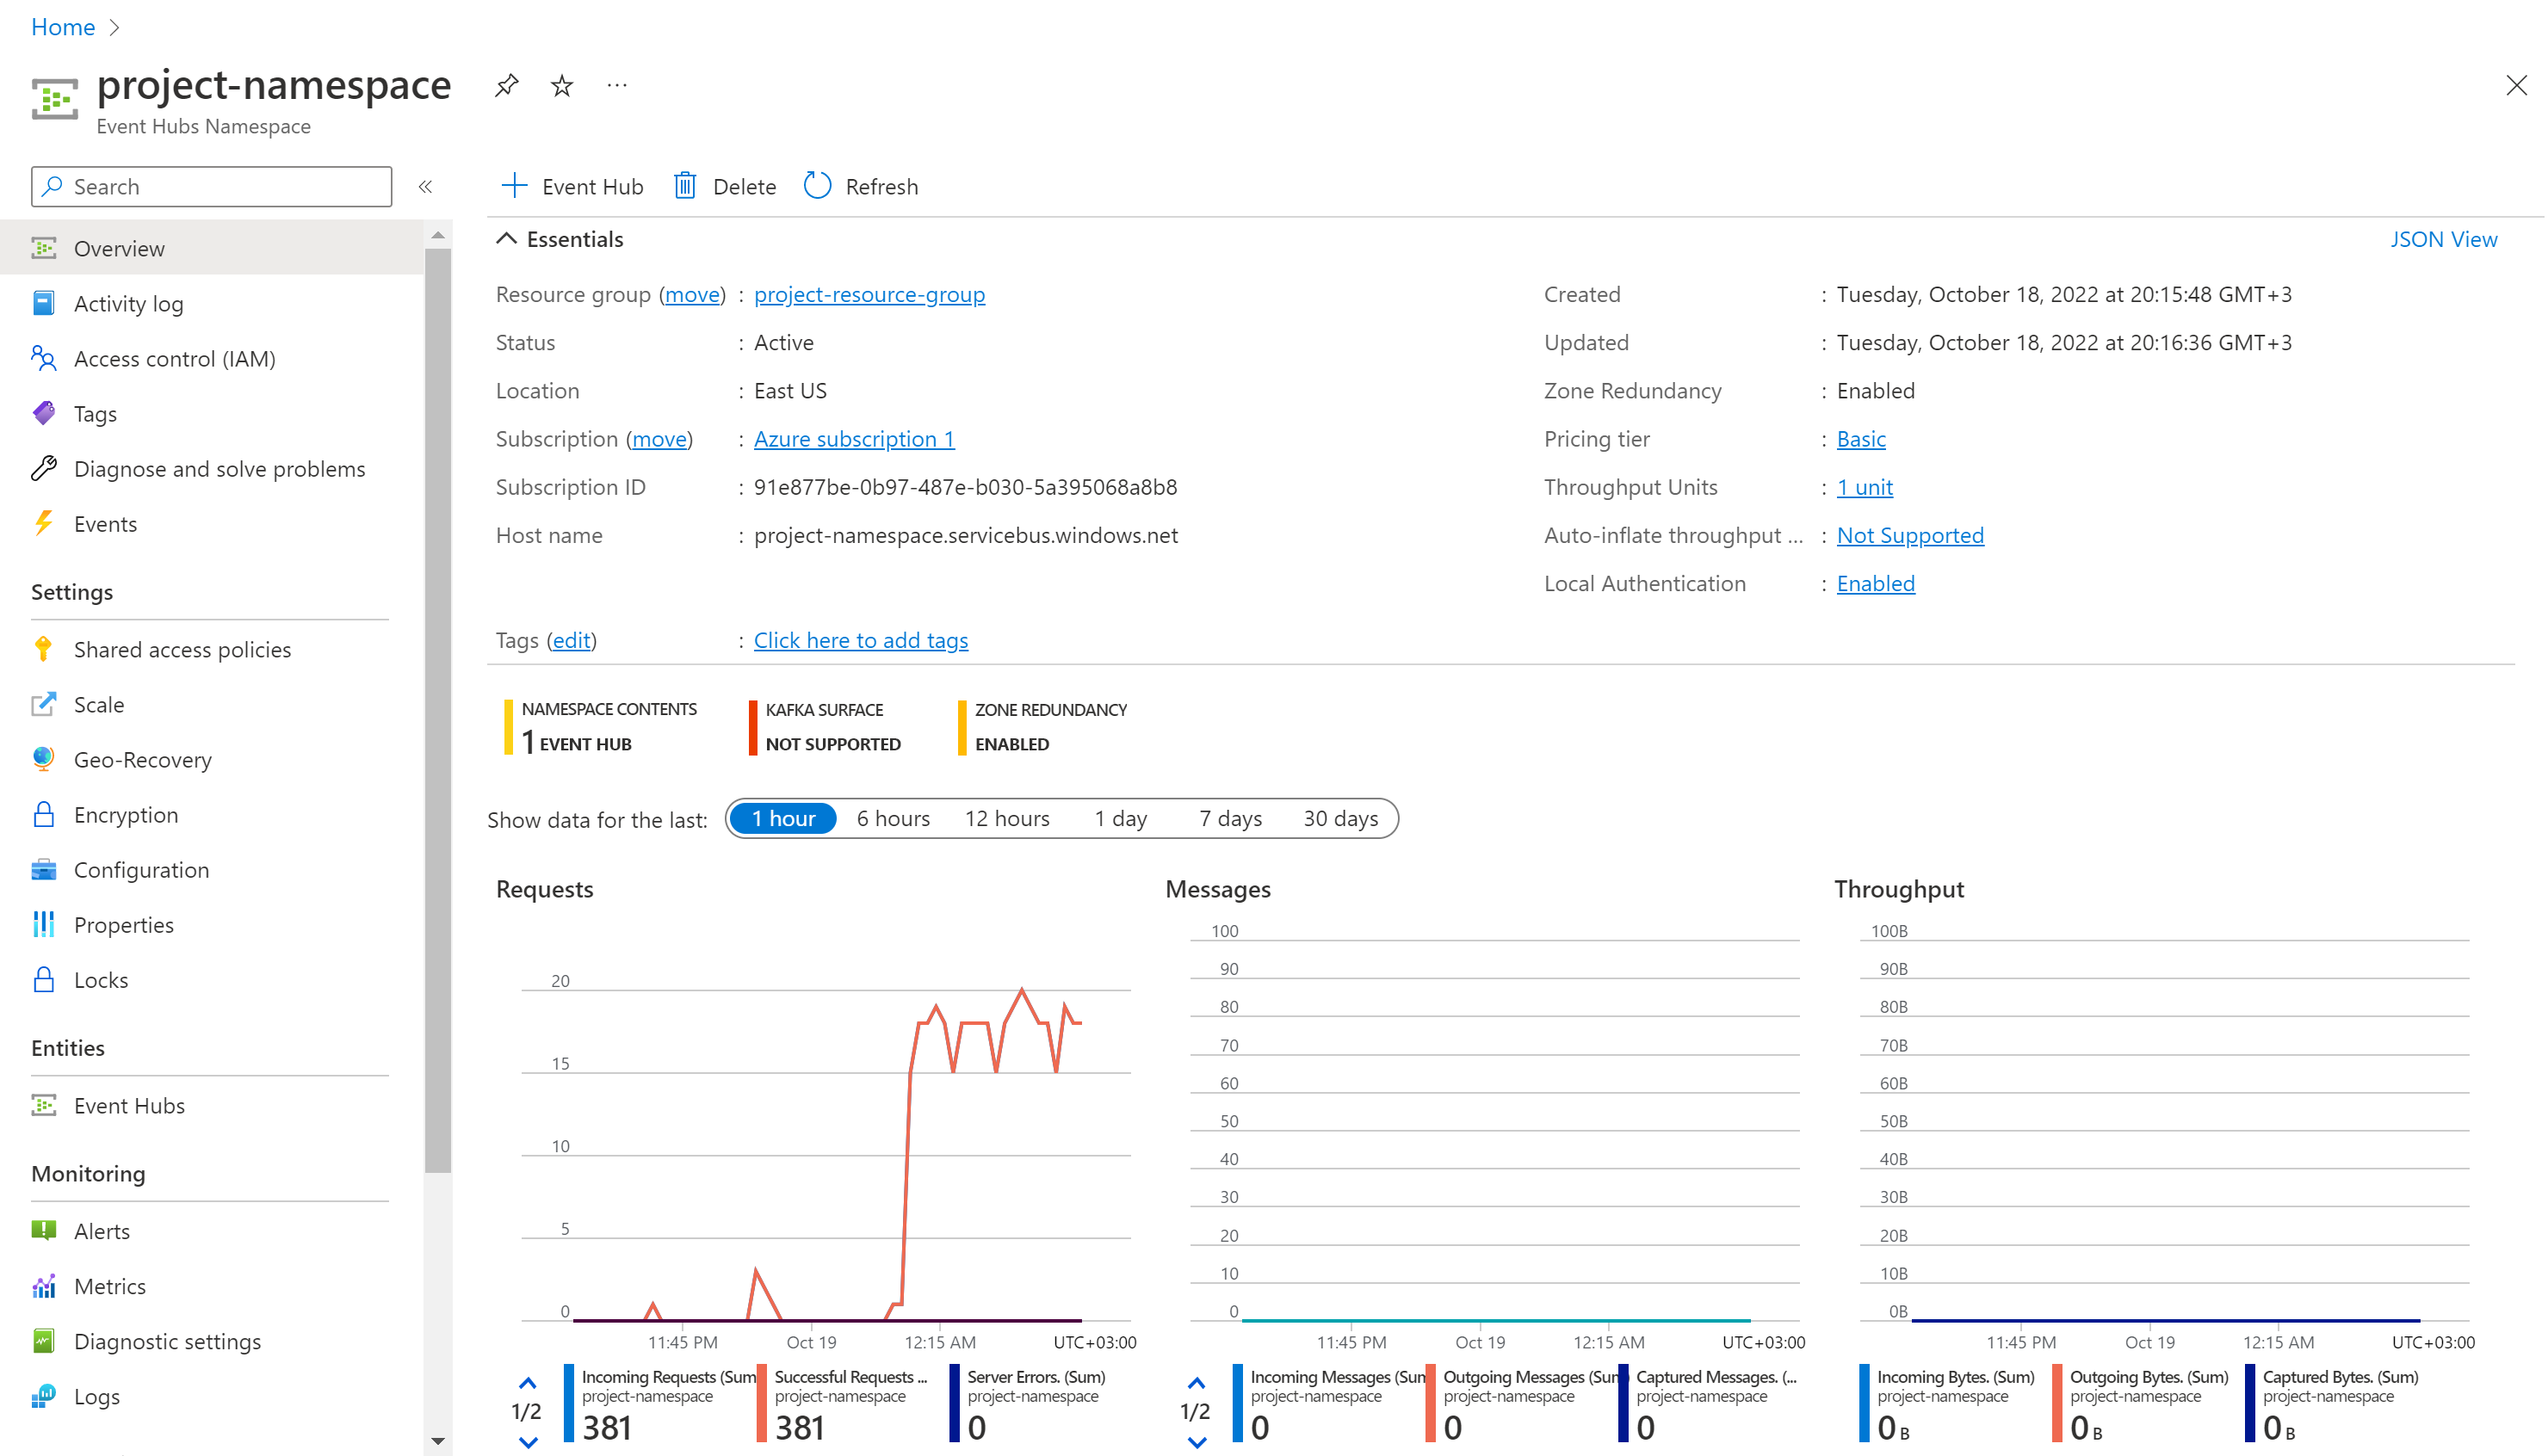 Home
project-namespace
Event Hubs Namespace
Search
Event Hub Delete Refresh
Overview
Activity log
Access control (IAM)
Tags
Diagnose and solve problems
Events
Settings
Shared access policies
Scale
Geo-Recovery
Encryption
Configuration
Properties
Locks
Entities
Event Hubs
Monitoring
Alerts
Metrics
Diagnostic settings
Logs
Essentials
JSON View
Resource group (move) : project-resource-group
Status : Active
Location : East US
Subscription (move) : Azure subscription 1
Subscription ID : 91e877be-0b97-487e-b030-5a395068a8b8
Host name : project-namespace.servicebus.windows.net
Created : Tuesday, October 18, 2022 at 20:15:48 GMT+3
Updated : Tuesday, October 18, 2022 at 20:16:36 GMT+3
Zone Redundancy : Enabled
Pricing tier : Basic
Throughput Units : 1 unit
Auto-inflate throughput ... : Not Supported
Local Authentication : Enabled
Tags (edit) : Click here to add tags
NAMESPACE CONTENTS
1 EVENT HUB
KAFKA SURFACE
NOT SUPPORTED
ZONE REDUNDANCY
ENABLED
Show data for the last: 1 hour 6 hours 12 hours 1 day 7 days 30 days
Requests
20
15
10
5
0
11:45 PM Oct 19 12:15 AM UTC+03:00
1/2
Incoming Requests (Sum
project-namespace
381
Successful Requests ...
project-namespace
381
Server Errors. (Sum)
project-namespace
0
Messages
100
90
80
70
60
50
40
30
20
10
0
11:45 PM Oct 19 12:15 AM UTC+03:00
1/2
Incoming Messages (Sum
project-namespace
0
Outgoing Messages (Sum
project-namespace
0
Captured Messages. (...
project-namespace
0
Throughput
100B
90B
80B
70B
60B
50B
40B
30B
20B
10B
0B
11:45 PM Oct 19 12:15 AM UTC+03:00
Incoming Bytes. (Sum)
project-namespace
0 B
Outgoing Bytes. (Sum)
project-namespace
0 B
Captured Bytes. (Sum)
project-namespace
0 B